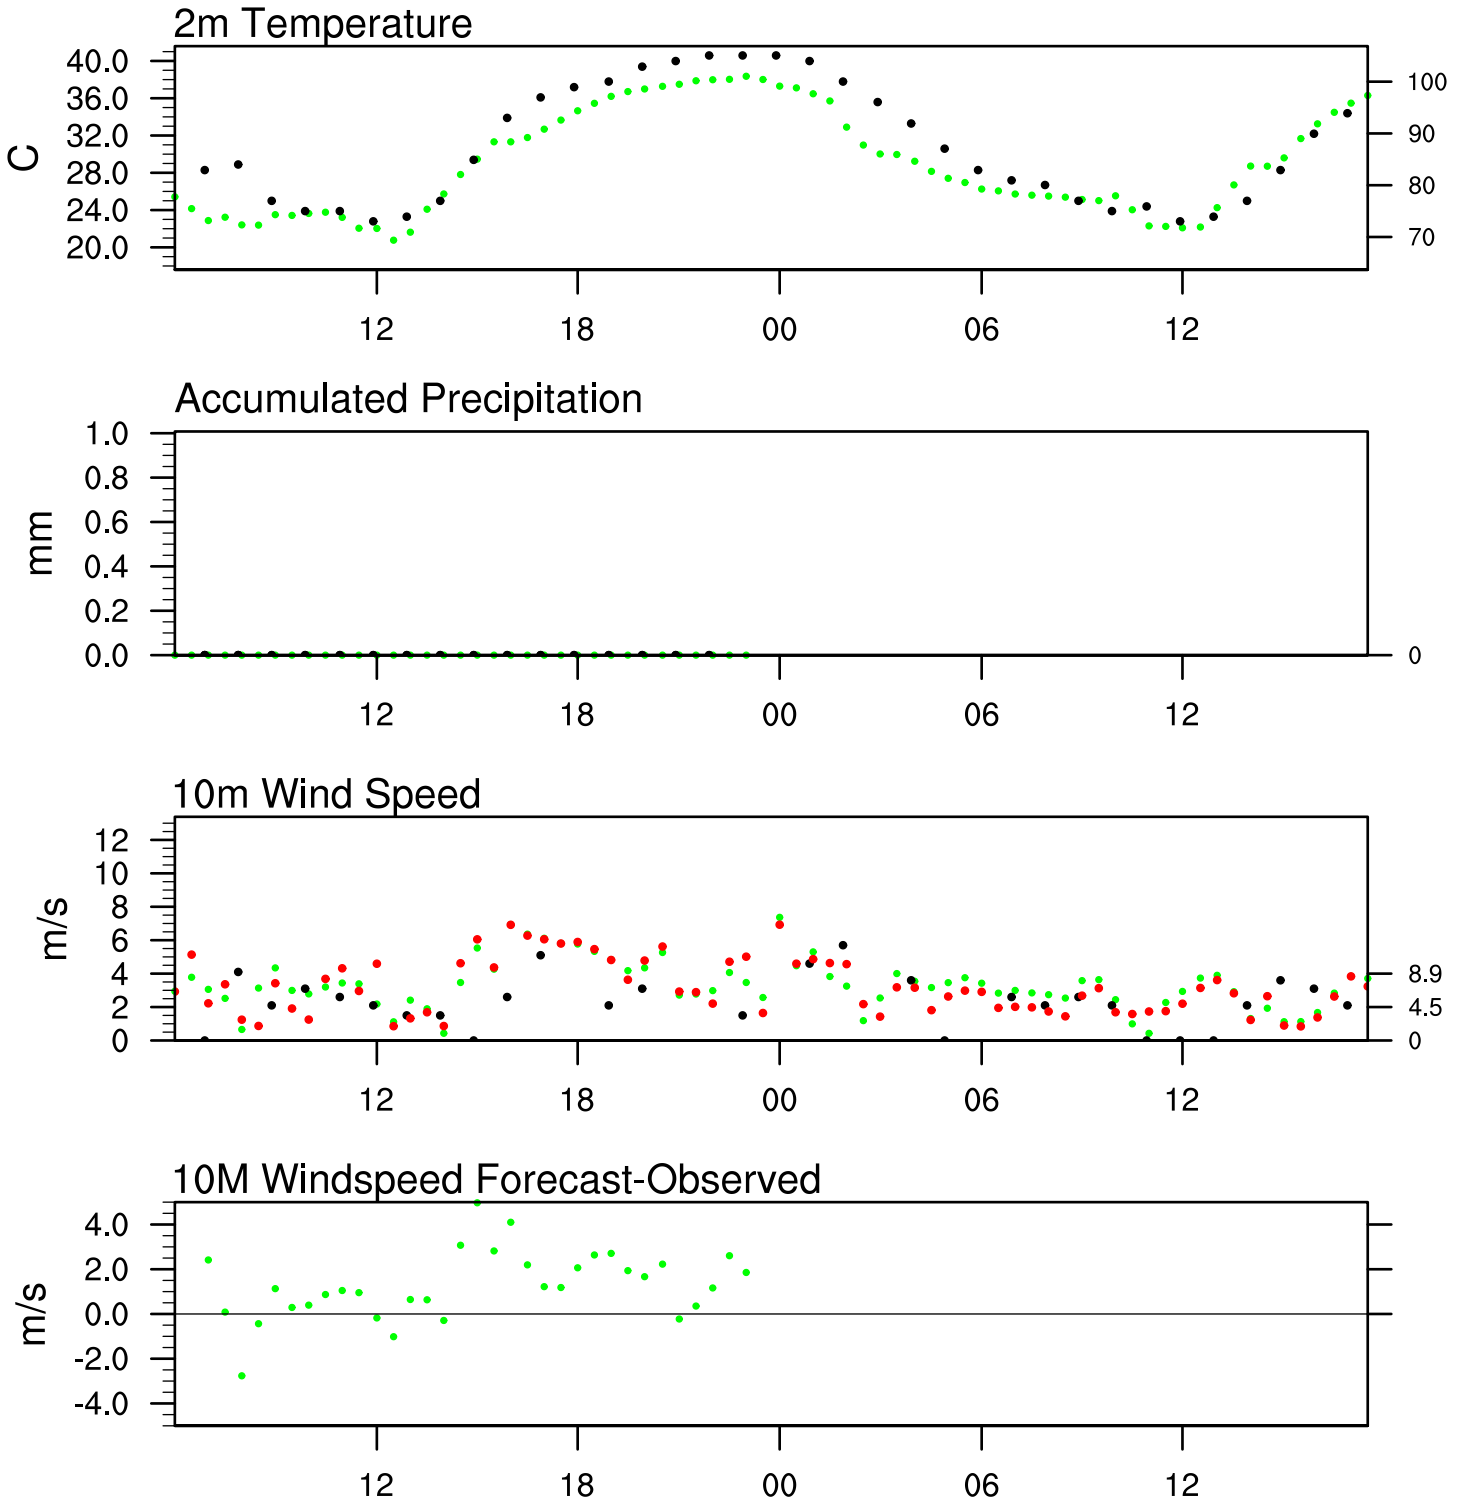 2m Temperature
40.0
36.0
32.0
28.0
24.0
20.0
C
100
90
80
70
12 18 00 06 12
Accumulated Precipitation
1.0
0.8
0.6
0.4
0.2
0.0
mm
0
12 18 00 06 12
10m Wind Speed
12
10
8
6
4
2
0
m/s
8.9
4.5
0
12 18 00 06 12
10M Windspeed Forecast-Observed
4.0
2.0
0.0
-2.0
-4.0
m/s
12 18 00 06 12